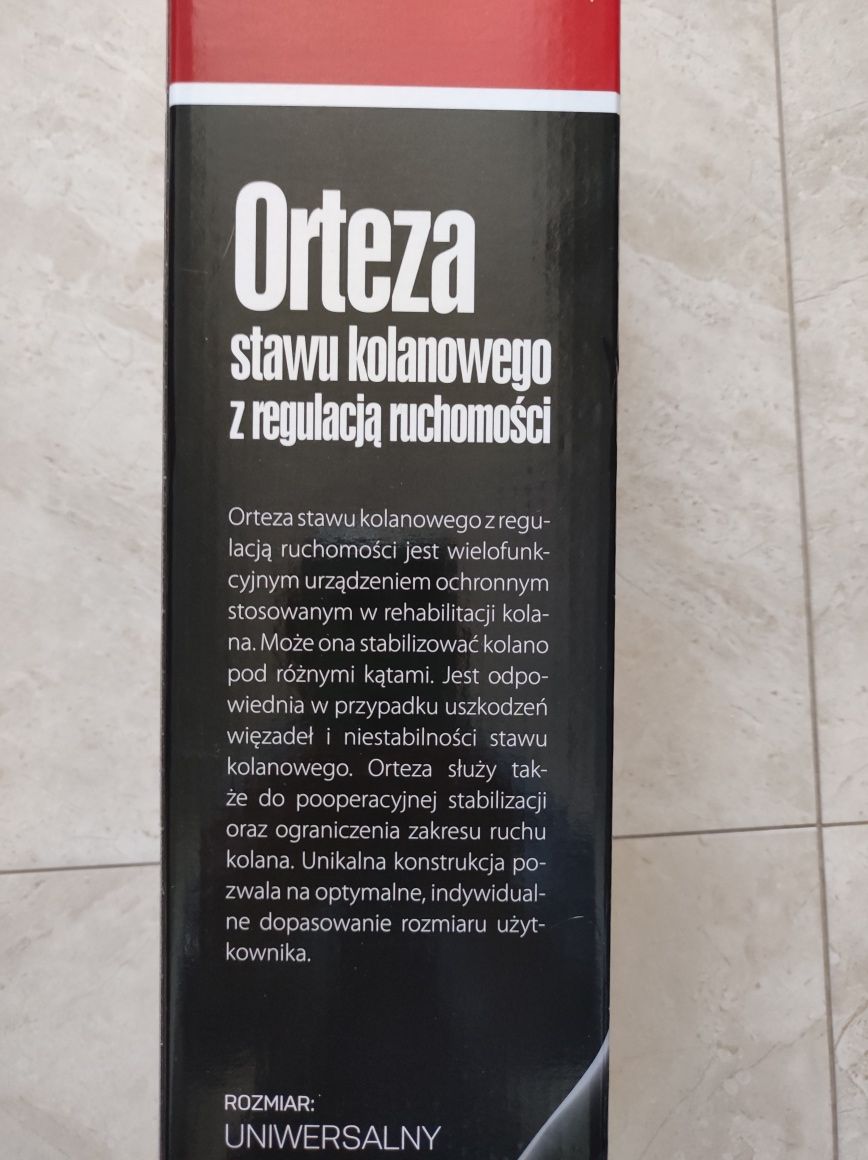 Orteza
stawu kolanowego
z regulacją ruchomości
Orteza stawu kolanowego z regu-
lacją ruchomości jest wielofunk-
cyjnym urządzeniem ochronnym
stosowanym w rehabilitacji kola-
na. Może ona stabilizować kolano
pod różnymi kątami. Jest odpo-
wiednia w przypadku uszkodzeń
więzadeł i niestabilności stawu
kolanowego. Orteza służy tak-
że do pooperacyjnej stabilizacji
oraz ograniczenia zakresu ruchu
kolana. Unikalna konstrukcja po-
zwala na optymalne, indywidual-
ne dopasowanie rozmiaru użyt-
kownika.
ROZMIAR:
UNIWERSALNY